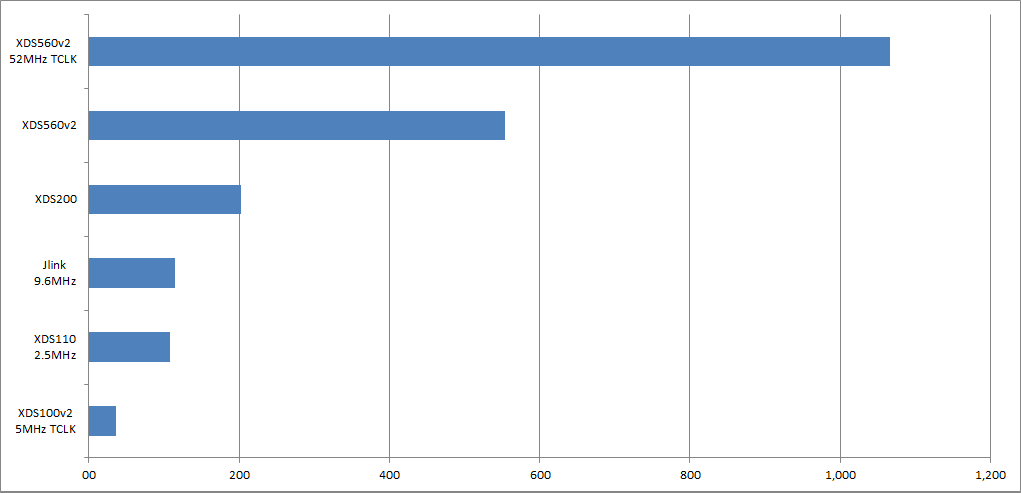 XDS560v2
52MHz TCLK
XDS560v2
XDS200
Jlink
9.6MHz
XDS110
2.5MHz
XDS100v2
5MHz TCLK
00 200 400 600 800 1,000 1,200